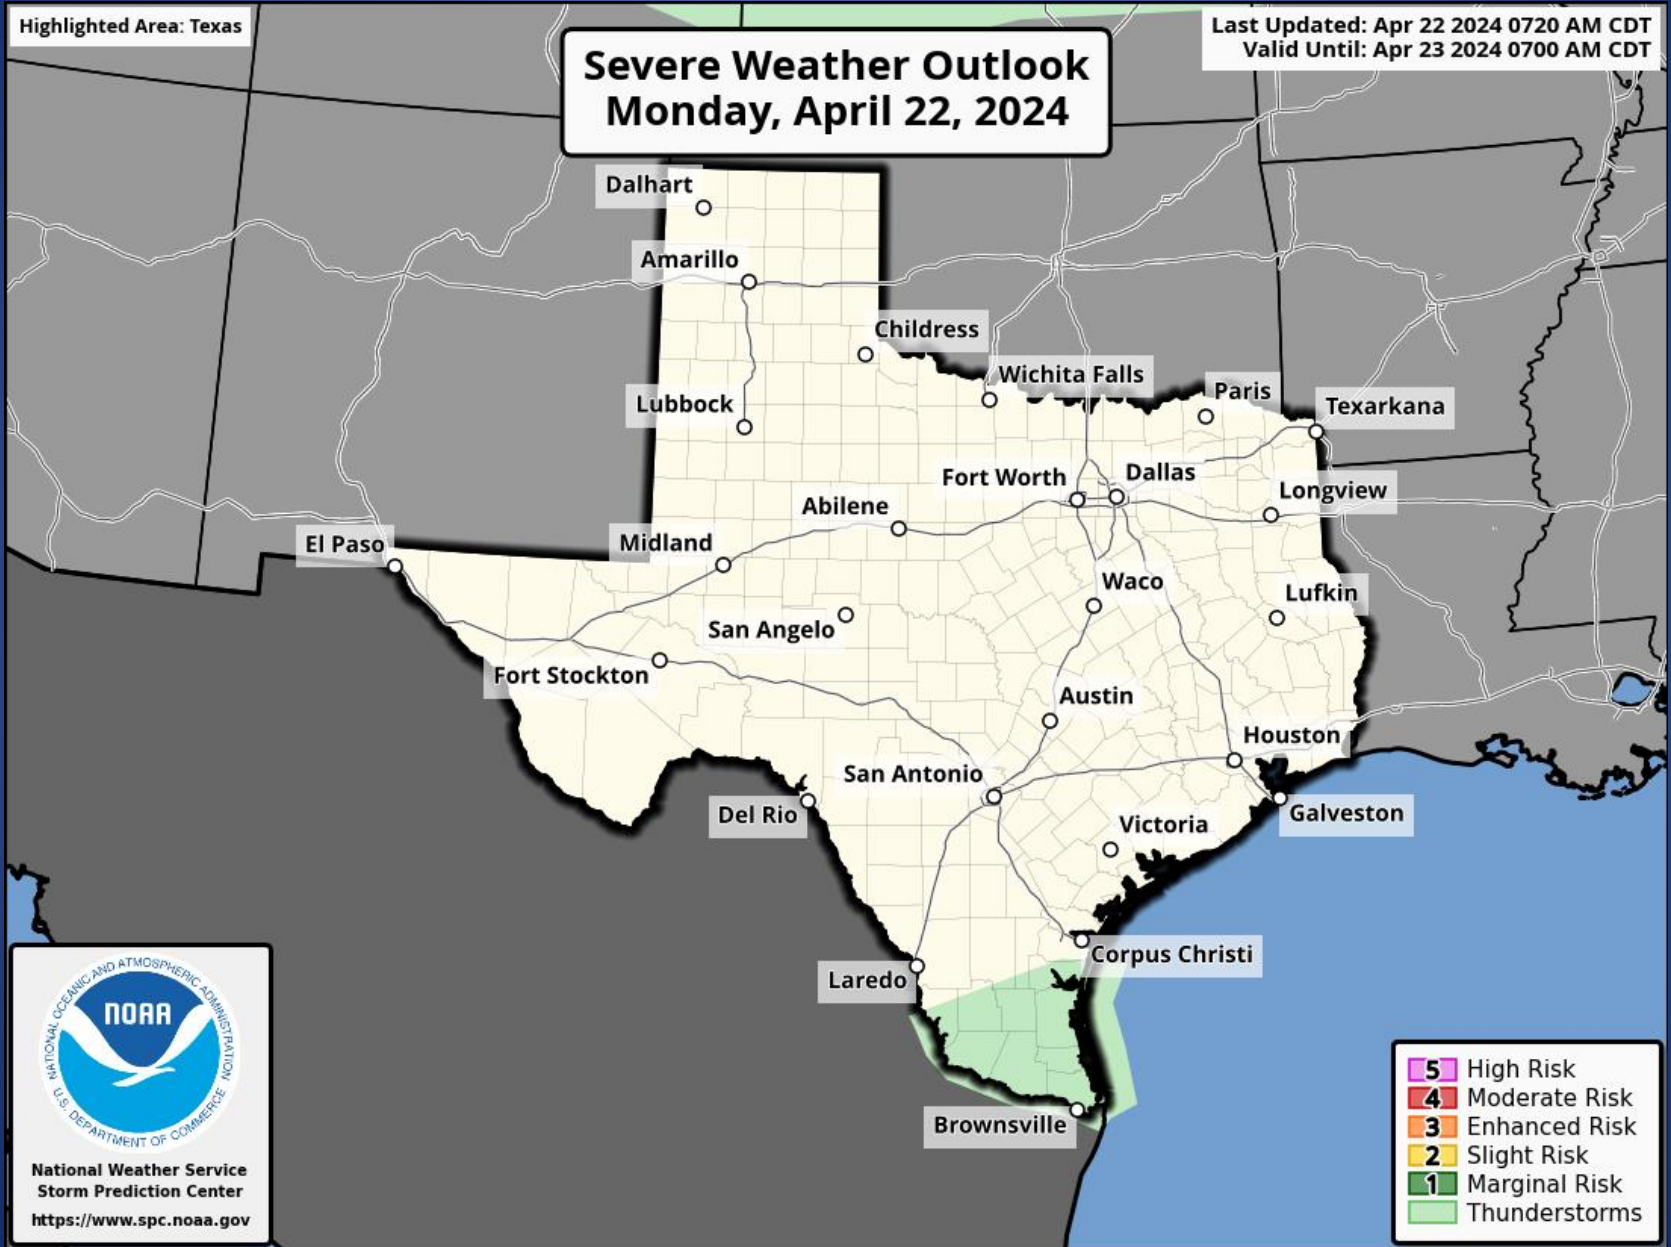 Highlighted Area: Texas
Severe Weather Outlook
Monday, April 22, 2024
Last Updated: Apr 22 2024 0720 AM CDT
Valid Until: Apr 23 2024 0700 AM CDT
Dalhart
Amarillo
Childress
Wichita Falls
Paris
Texarkana
Lubbock
Fort Worth
Dallas
Longview
Abilene
El Paso
Midland
Waco
Lufkin
San Angelo
Fort Stockton
Austin
Houston
San Antonio
Del Rio
Galveston
Victoria
Corpus Christi
Laredo
Brownsville
NATIONAL OCEANIC AND ATMOSPHERIC ADMINISTRATION
NOAA
U.S. DEPARTMENT OF COMMERCE
National Weather Service
Storm Prediction Center
https://www.spc.noaa.gov
5 High Risk
4 Moderate Risk
3 Enhanced Risk
2 Slight Risk
1 Marginal Risk
Thunderstorms